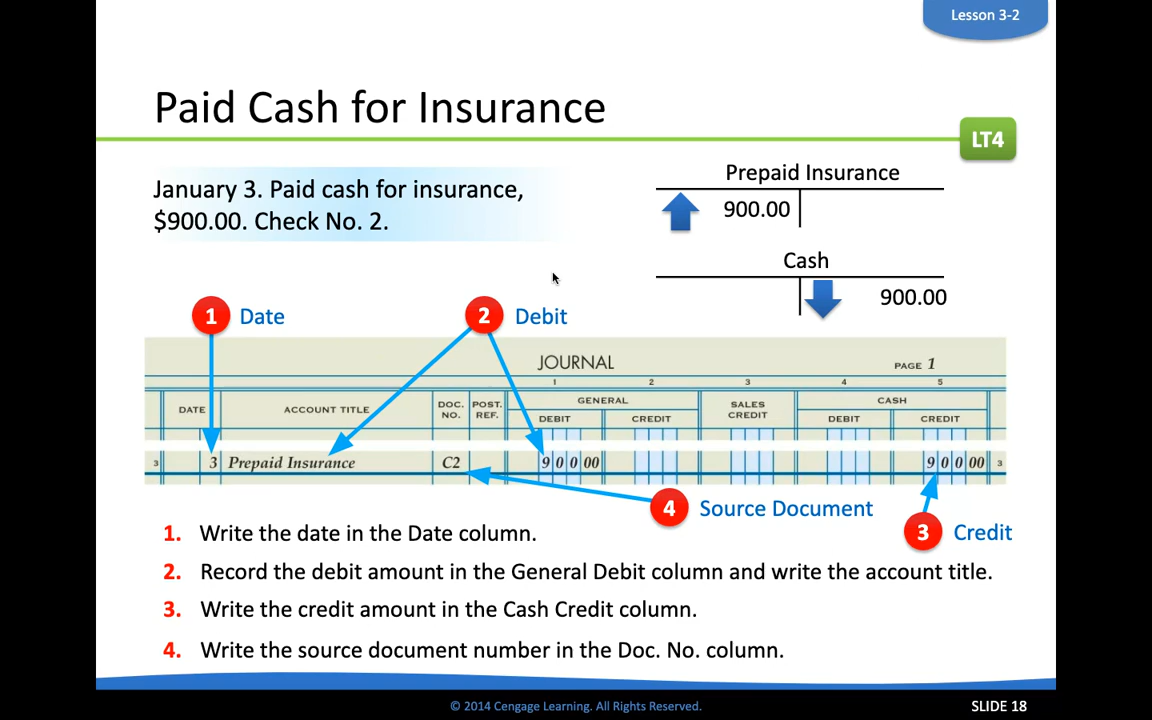 Lesson 3-2
Paid Cash for Insurance
LT4
January 3. Paid cash for insurance,
$900.00. Check No. 2.
Prepaid Insurance
900.00
Cash
900.00
1 Date
2 Debit
JOURNAL
PAGE 1
1 2 3 4 5
DATE
ACCOUNT TITLE
DOC.
NO.
POST.
REF.
GENERAL
DEBIT
CREDIT
SALES
CREDIT
CASH
DEBIT
CREDIT
3 3 Prepaid Insurance C2 900 00 900 00 3
4 Source Document
3 Credit
1. Write the date in the Date column.
2. Record the debit amount in the General Debit column and write the account title.
3. Write the credit amount in the Cash Credit column.
4. Write the source document number in the Doc. No. column.
© 2014 Cengage Learning. All Rights Reserved.
SLIDE 18